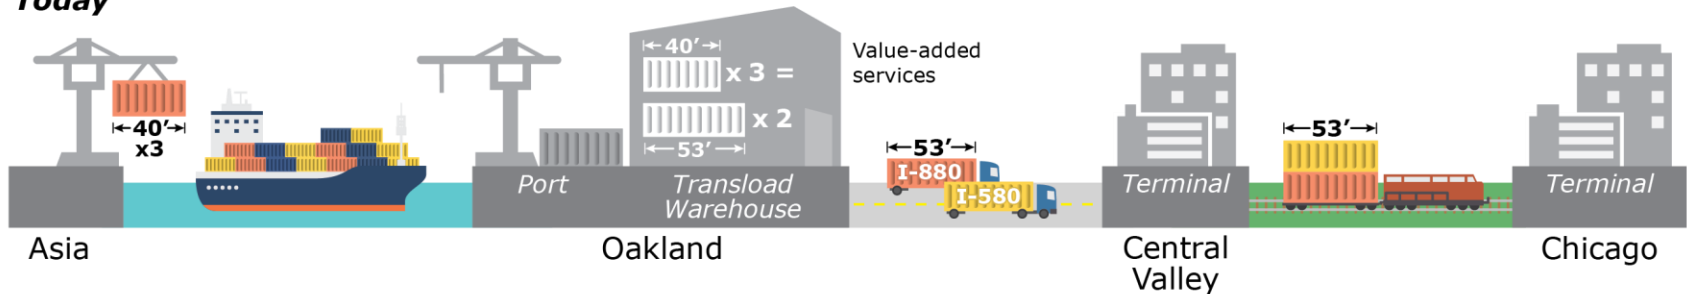 Today
40’
x3
40’
x 3 =
x 2
53’
Value-added
services
53’
I-880
I-580
53’
Port
Transload
Warehouse
Terminal
Terminal
Asia
Oakland
Central
Valley
Chicago